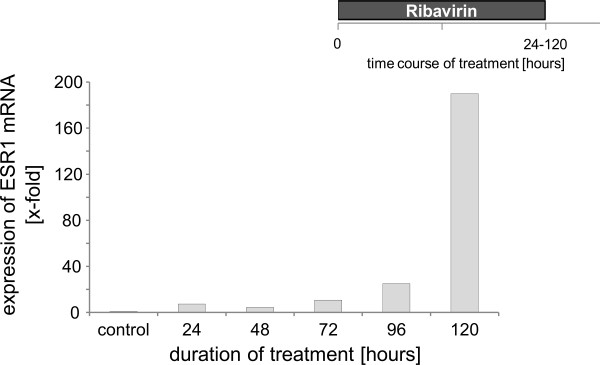 Ribavirin
0 24-120
time course of treatment [hours]
expression of ESR1 mRNA
[x-fold]
200
160
120
80
40
0
control 24 48 72 96 120
duration of treatment [hours]